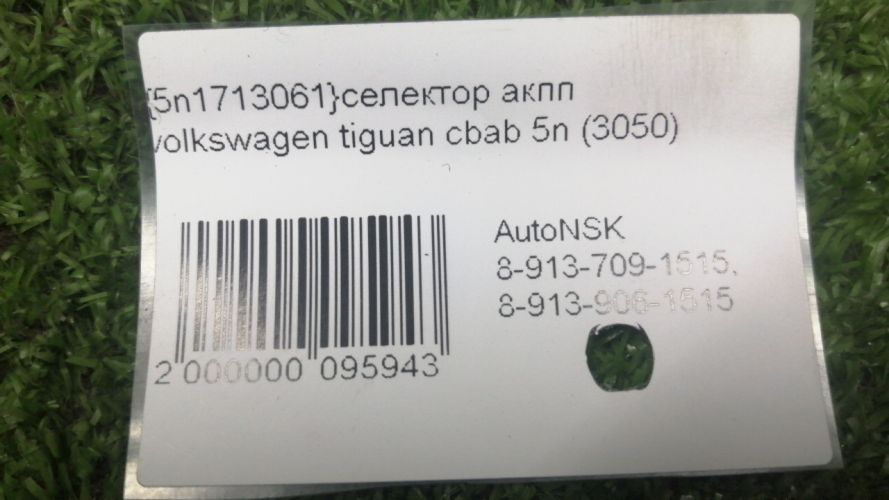 {5n1713061}селектор акпп
volkswagen tiguan cbab 5n (3050)
AutoNSK
8-913-709-1515,
8-913-906-1515
2 000000 095943